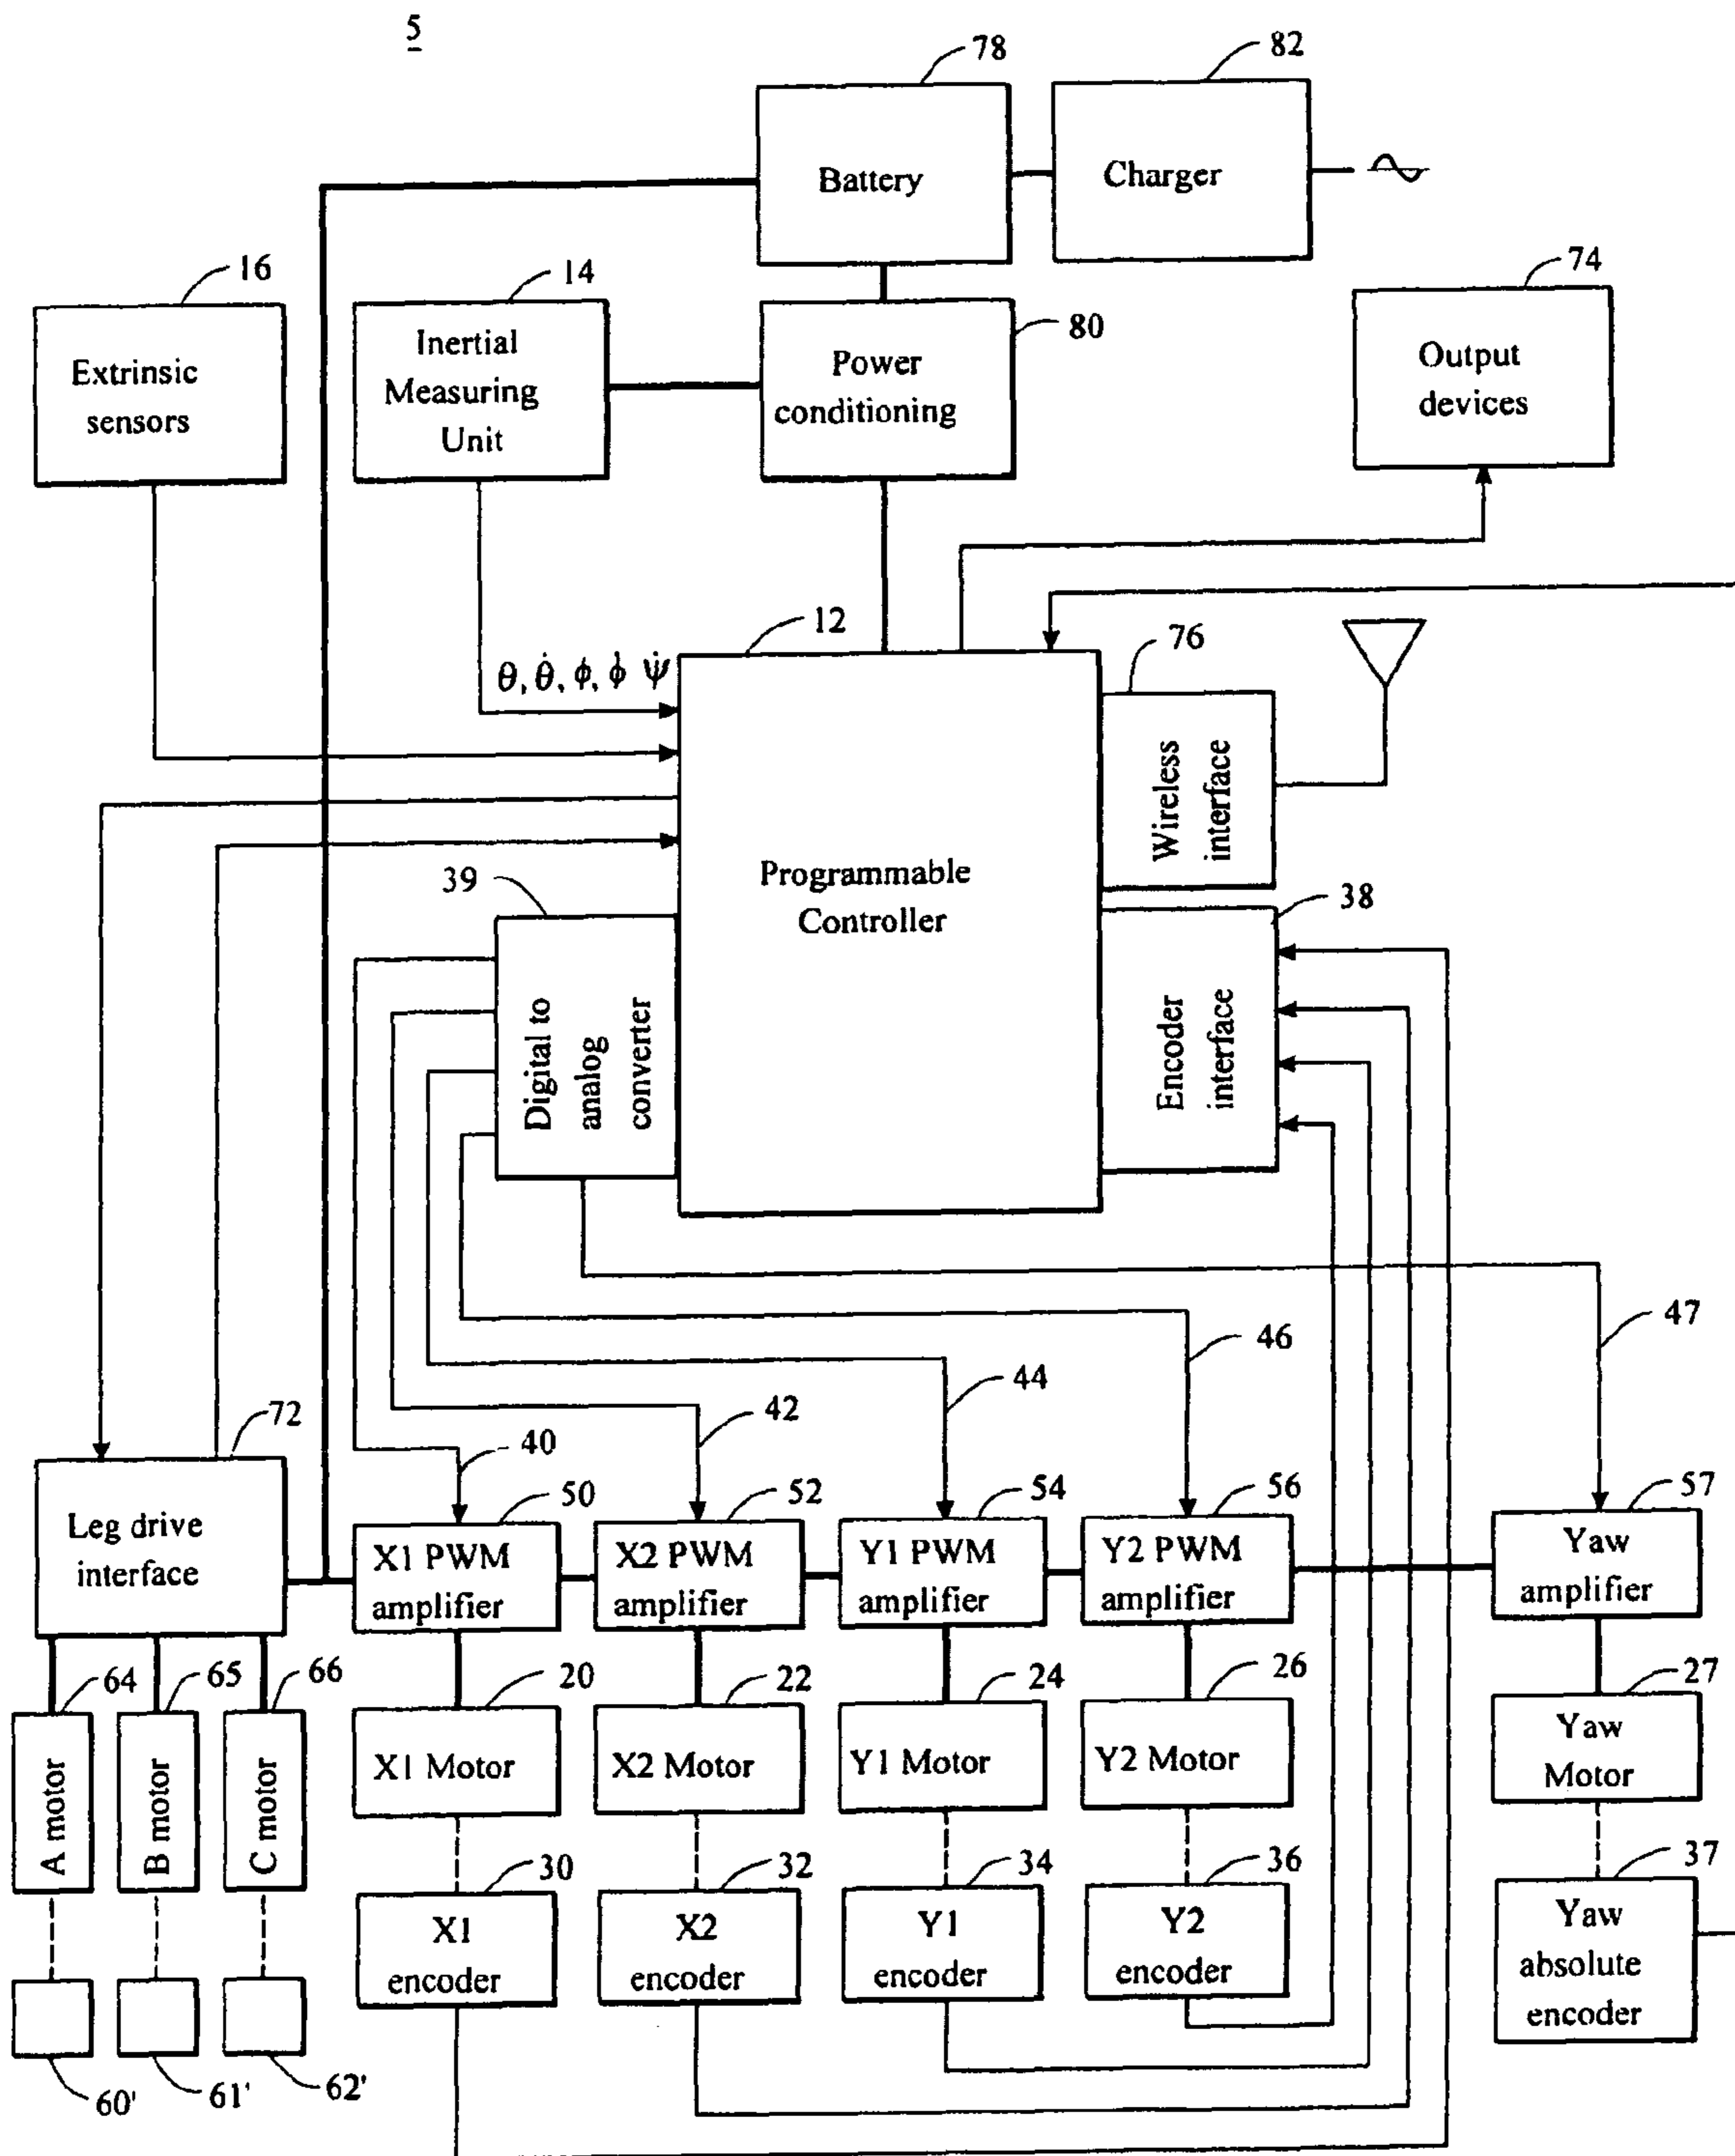 5
78
82
Battery
Charger
16
14
74
Extrinsic
sensors
Inertial
Measuring
Unit
80
Power
conditioning
Output
devices
12
76
θ, θ̇, ϕ, ϕ̇ ψ̇
Wireless
interface
Programmable
Controller
39
38
Digital to
analog
converter
Encoder
interface
47
46
44
42
40
72
50
52
54
56
57
Leg drive
interface
X1 PWM
amplifier
X2 PWM
amplifier
Y1 PWM
amplifier
Y2 PWM
amplifier
Yaw
amplifier
64
65
66
20
22
24
26
27
A motor
B motor
C motor
X1 Motor
X2 Motor
Y1 Motor
Y2 Motor
Yaw
Motor
30
32
34
36
37
X1
encoder
X2
encoder
Y1
encoder
Y2
encoder
Yaw
absolute
encoder
60'
61'
62'